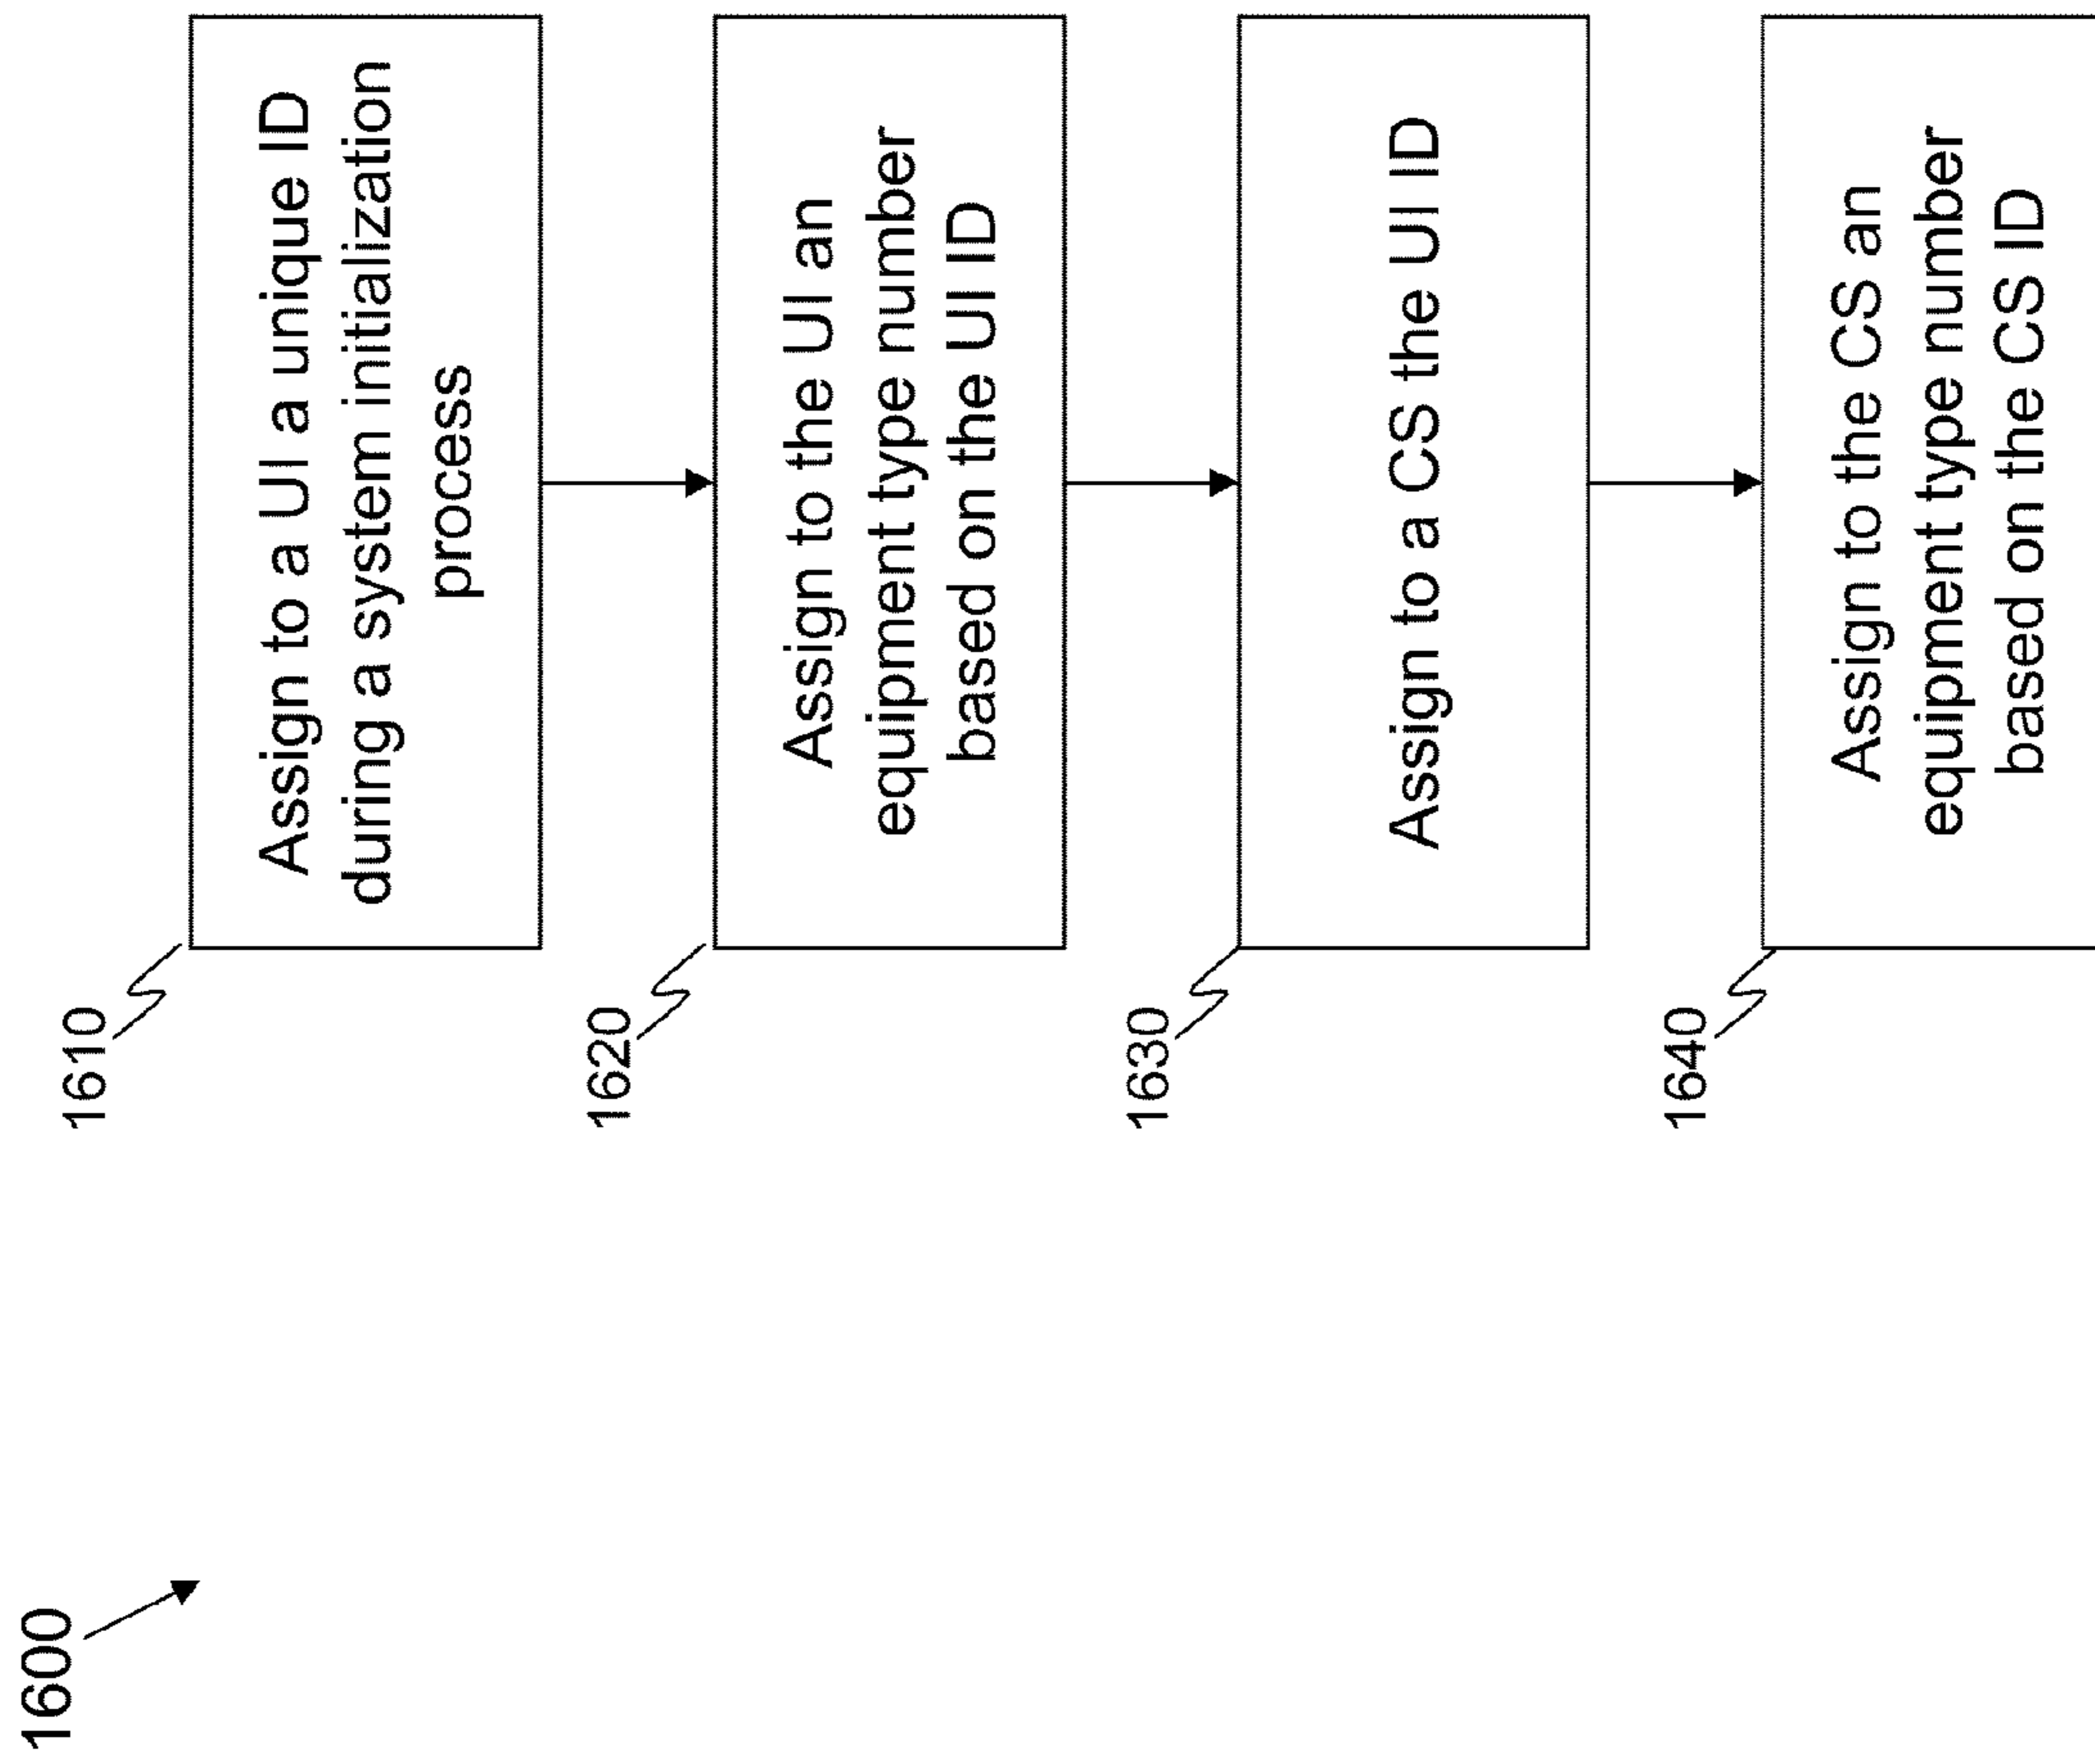 1600
1610
Assign to a UI a unique ID
during a system initialization
process
1620
Assign to the UI an
equipment type number
based on the UI ID
1630
Assign to a CS the UI ID
1640
Assign to the CS an
equipment type number
based on the CS ID